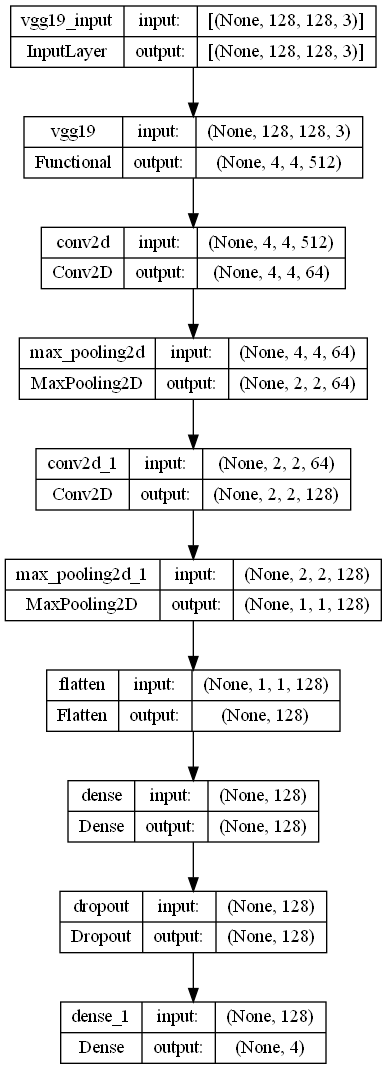 vgg19_input input: [(None, 128, 128, 3)]
InputLayer output: [(None, 128, 128, 3)]
vgg19 input: (None, 128, 128, 3)
Functional output: (None, 4, 4, 512)
conv2d input: (None, 4, 4, 512)
Conv2D output: (None, 4, 4, 64)
max_pooling2d input: (None, 4, 4, 64)
MaxPooling2D output: (None, 2, 2, 64)
conv2d_1 input: (None, 2, 2, 64)
Conv2D output: (None, 2, 2, 128)
max_pooling2d_1 input: (None, 2, 2, 128)
MaxPooling2D output: (None, 1, 1, 128)
flatten input: (None, 1, 1, 128)
Flatten output: (None, 128)
dense input: (None, 128)
Dense output: (None, 128)
dropout input: (None, 128)
Dropout output: (None, 128)
dense_1 input: (None, 128)
Dense output: (None, 4)